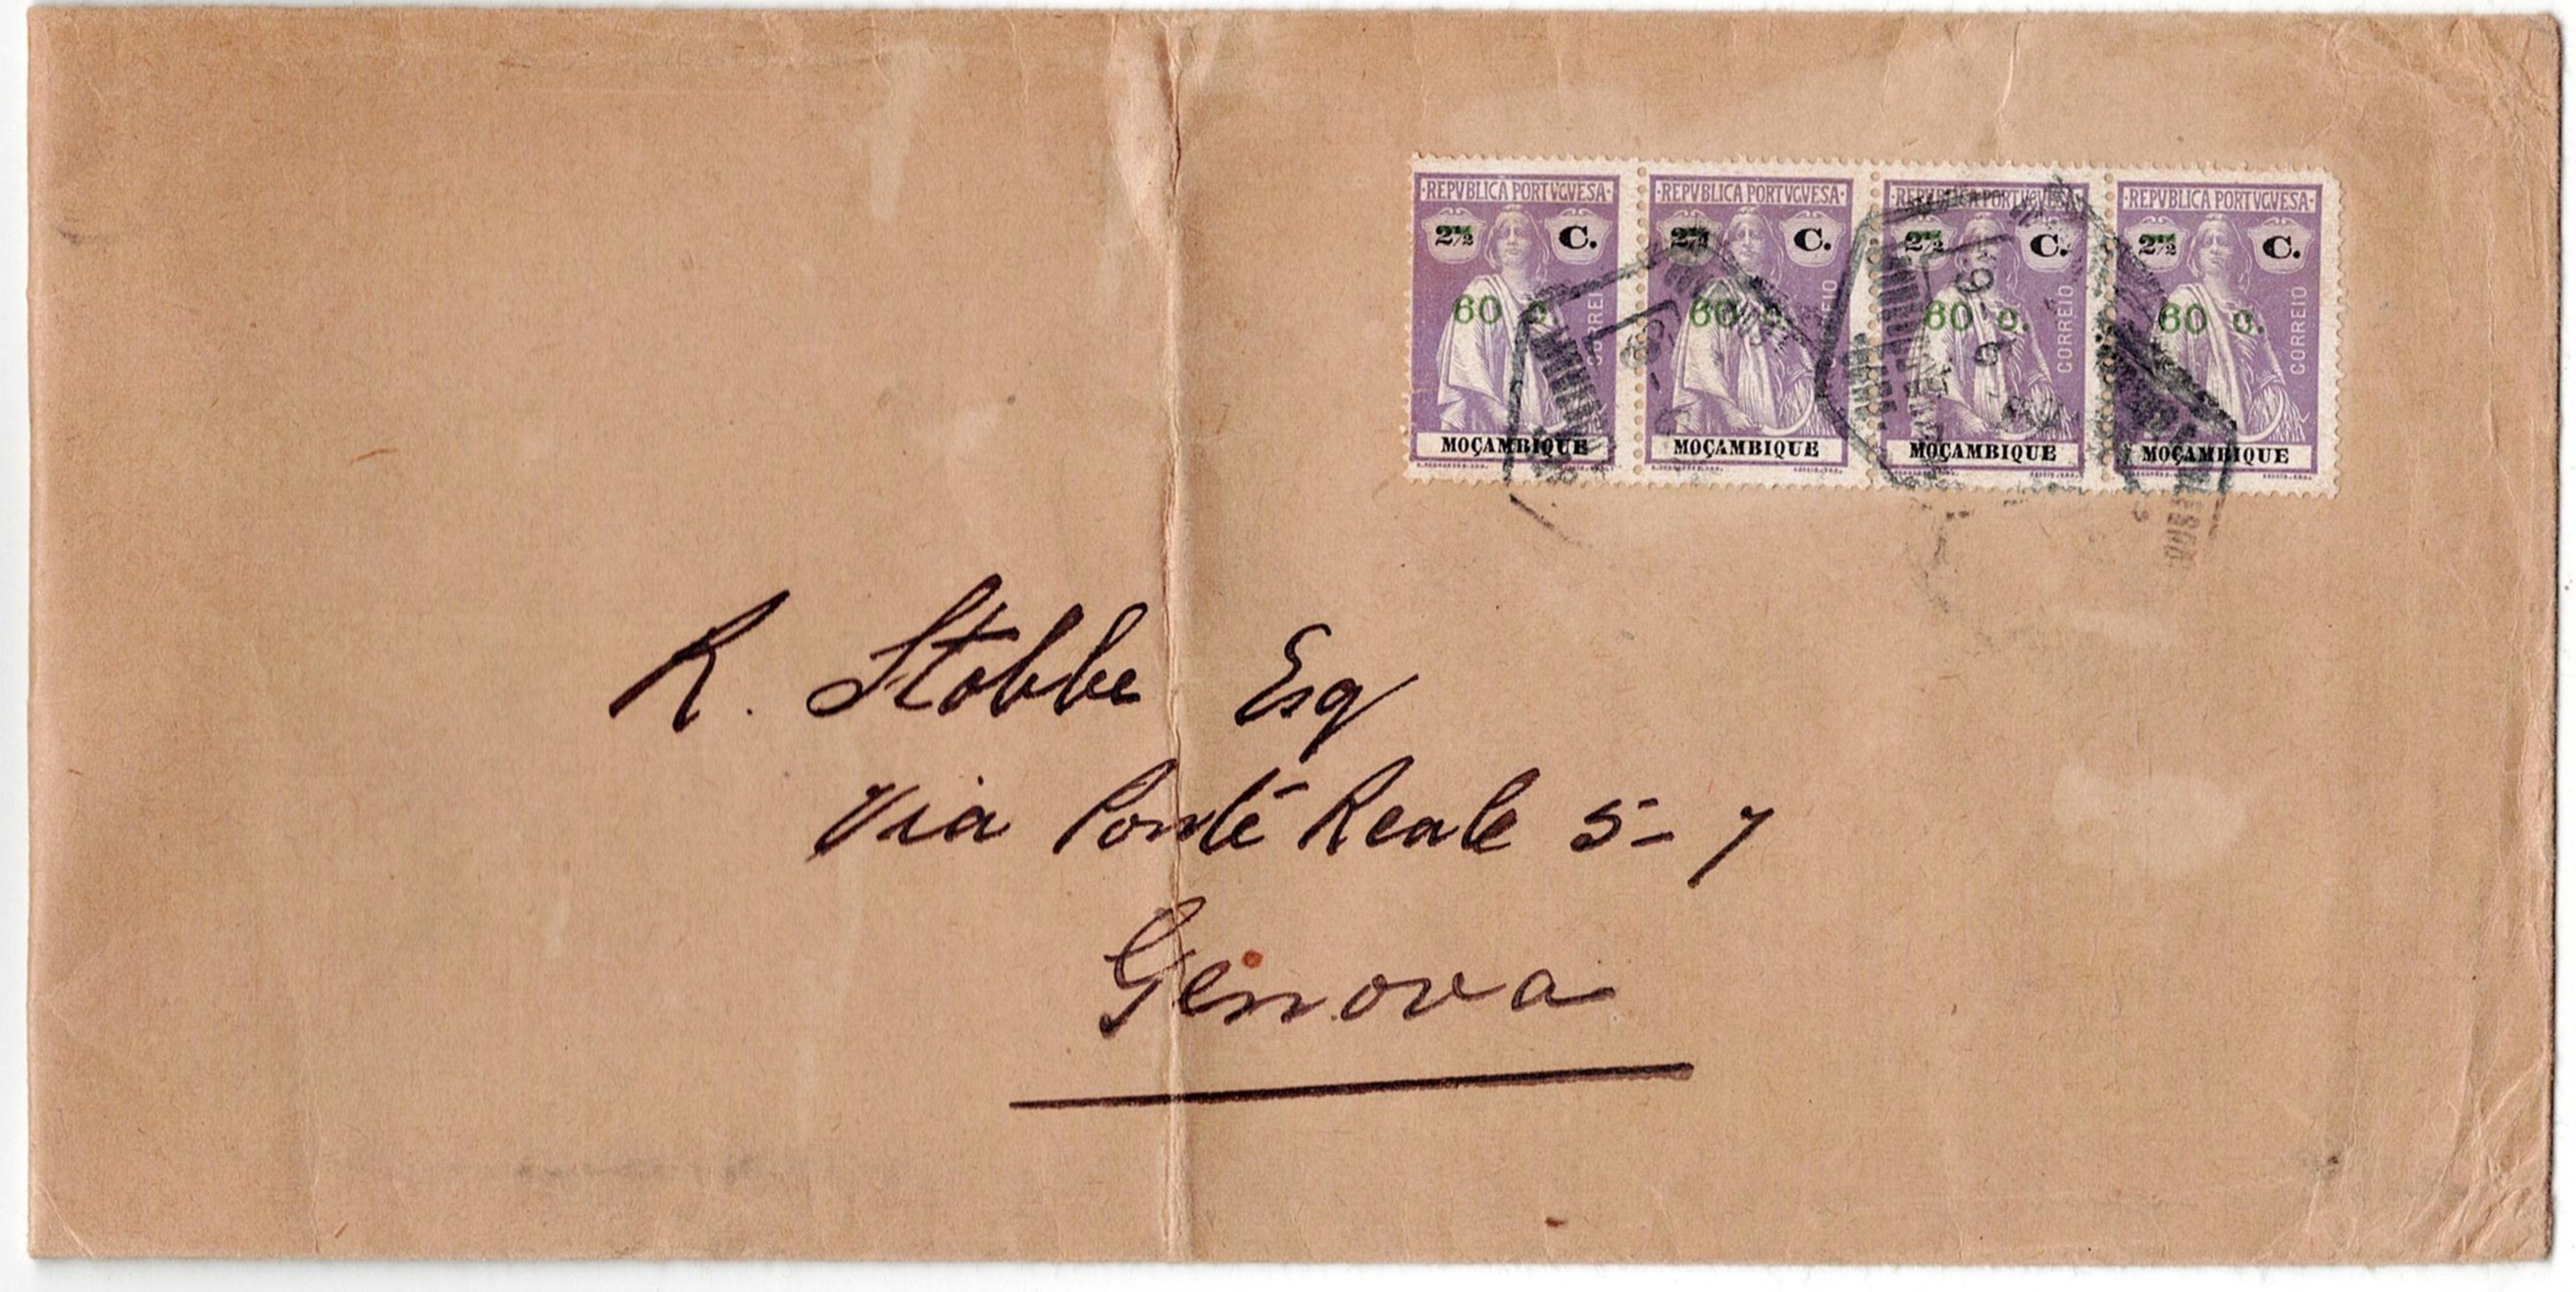 ·REPVBLICA PORTVGVESA· ·REPVBLICA PORTVGVESA· ·REPVBLICA PORTVGVESA· ·REPVBLICA PORTVGVESA·
2½ C. 2½ C. 2½ C. 2½ C.
60 c. 60 c. 60 c. 60 c.
CORREIO CORREIO CORREIO CORREIO
MOÇAMBIQUE MOÇAMBIQUE MOÇAMBIQUE MOÇAMBIQUE
R. Stobbe Esq
Via Ponte Reale 5-7
Genova